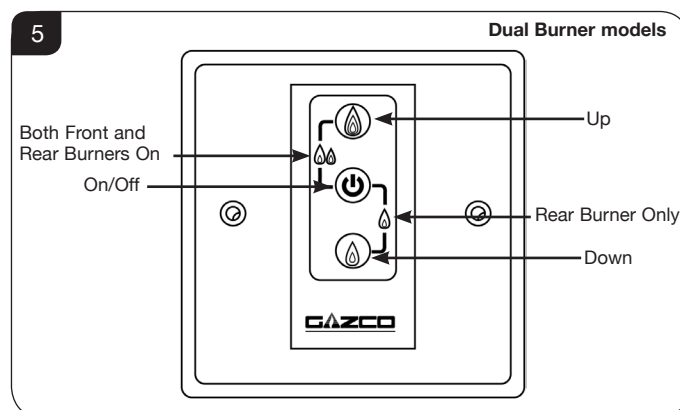 5
Dual Burner models
Both Front and
Rear Burners On
On/Off
Up
Rear Burner Only
Down
GAZCO